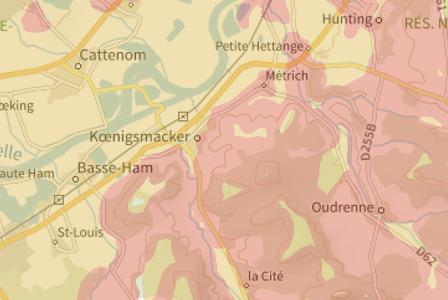 Hunting
RÉS. N
E-
Petite Hettange
Cattenom
Métrich
œking
Kœnigsmacker
D255B
elle
aute Ham
Basse-Ham
Oudrenne
St-Louis
D62
la Cité